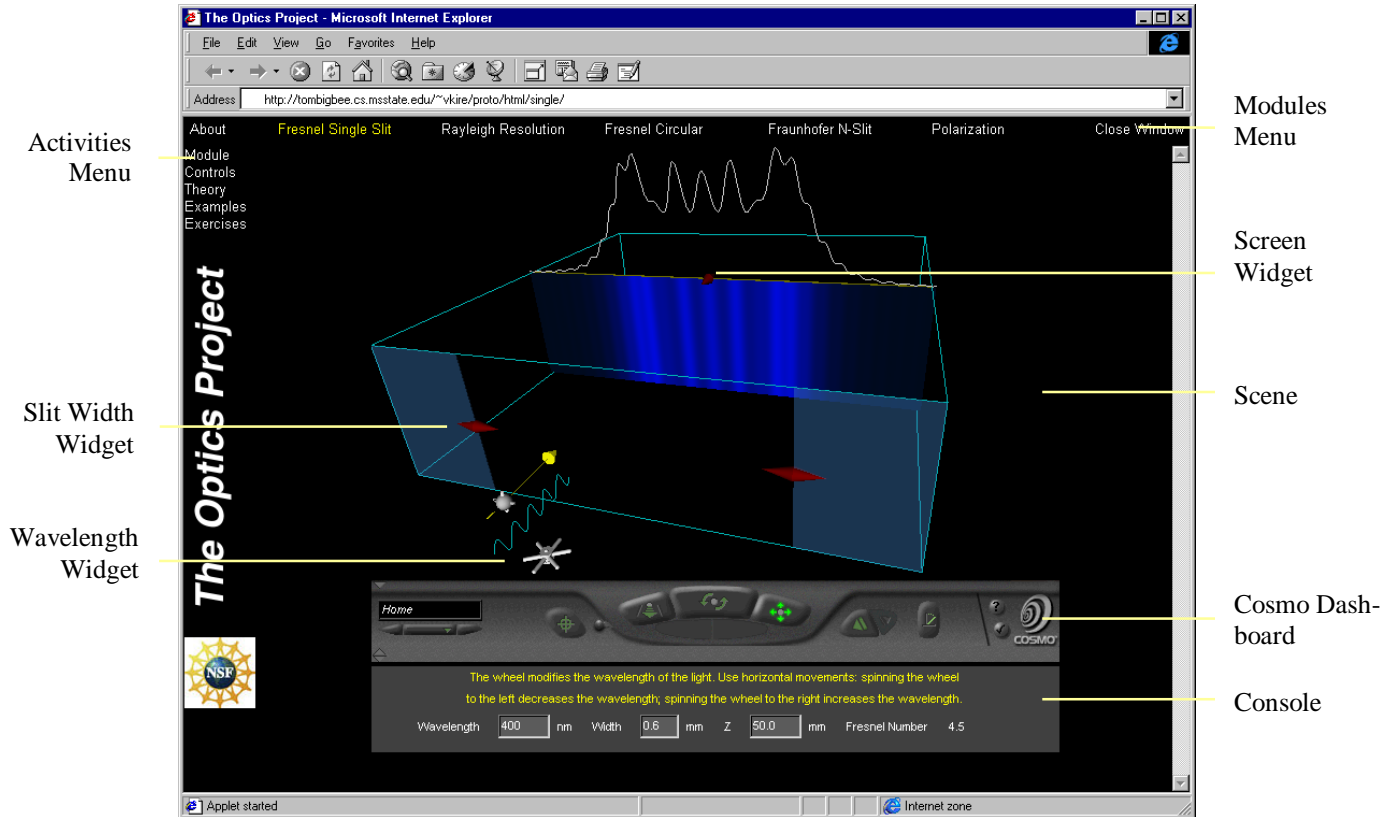 The Optics Project - Microsoft Internet Explorer
File Edit View Go Favorites Help
Address http://tombigbee.cs.msstate.edu/~vkire/proto/html/single/
About Fresnel Single Slit Rayleigh Resolution Fresnel Circular Fraunhofer N-Slit Polarization Close Window
Module
Controls
Theory
Examples
Exercises
The Optics Project
NSF
Home
?
COSMO
The wheel modifies the wavelength of the light. Use horizontal movements: spinning the wheel
to the left decreases the wavelength; spinning the wheel to the right increases the wavelength.
Wavelength 400 nm Width 0.6 mm Z 50.0 mm Fresnel Number 4.5
Applet started
Internet zone
Activities
Menu
Slit Width
Widget
Wavelength
Widget
Modules
Menu
Screen
Widget
Scene
Cosmo Dash-
board
Console